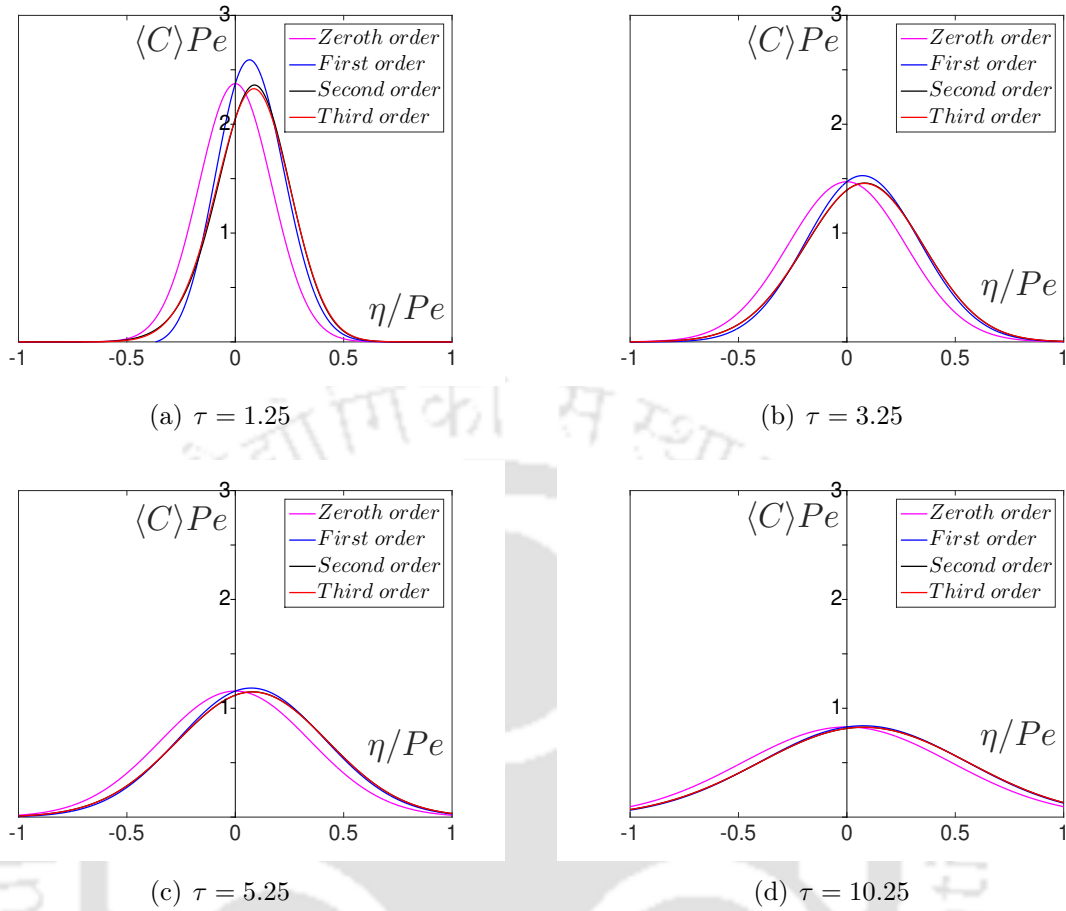 ⟨C⟩Pe
Zeroth order
First order
Second order
Third order
3
2
1
η/Pe
-1 -0.5 0 0.5 1
(a) τ = 1.25
⟨C⟩Pe
Zeroth order
First order
Second order
Third order
3
2
1
η/Pe
-1 -0.5 0 0.5 1
(b) τ = 3.25
⟨C⟩Pe
Zeroth order
First order
Second order
Third order
3
2
1
η/Pe
-1 -0.5 0 0.5 1
(c) τ = 5.25
⟨C⟩Pe
Zeroth order
First order
Second order
Third order
3
2
1
η/Pe
-1 -0.5 0 0.5 1
(d) τ = 10.25